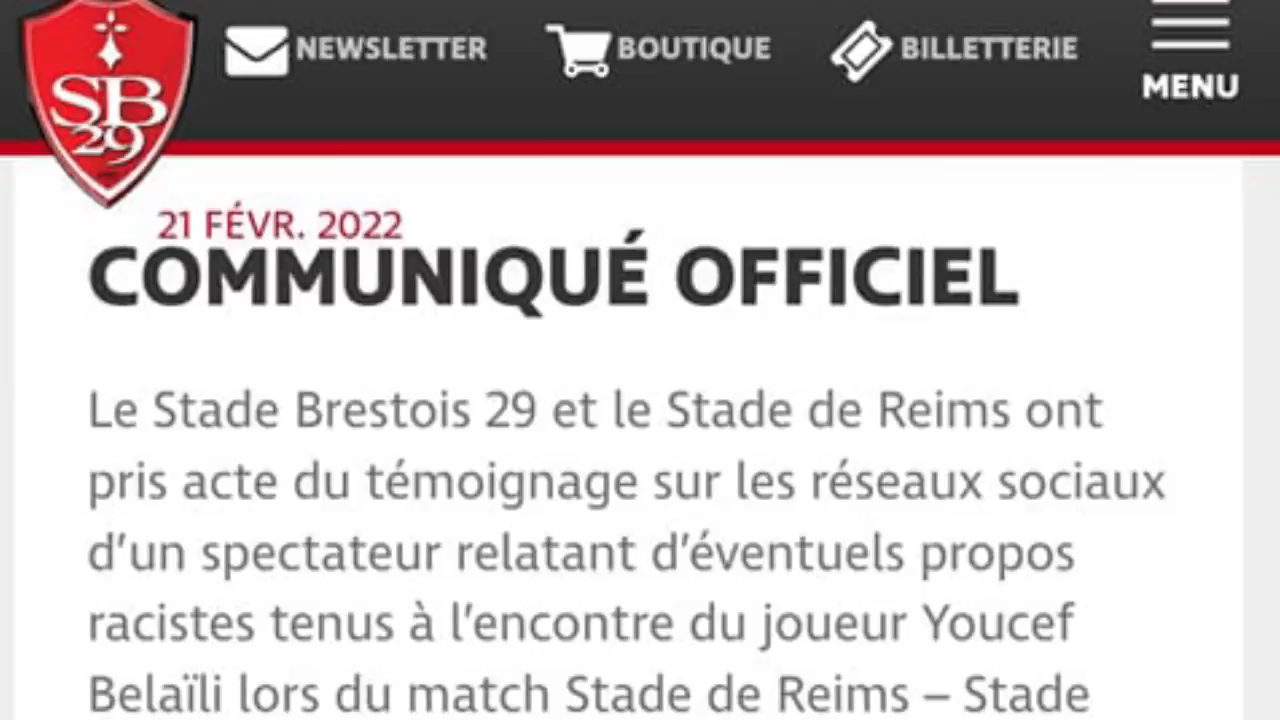 SB
29
NEWSLETTER
BOUTIQUE
BILLETTERIE
MENU
21 FÉVR. 2022
COMMUNIQUÉ OFFICIEL
Le Stade Brestois 29 et le Stade de Reims ont
pris acte du témoignage sur les réseaux sociaux
d’un spectateur relatant d’éventuels propos
racistes tenus à l’encontre du joueur Youcef
Belaïli lors du match Stade de Reims – Stade